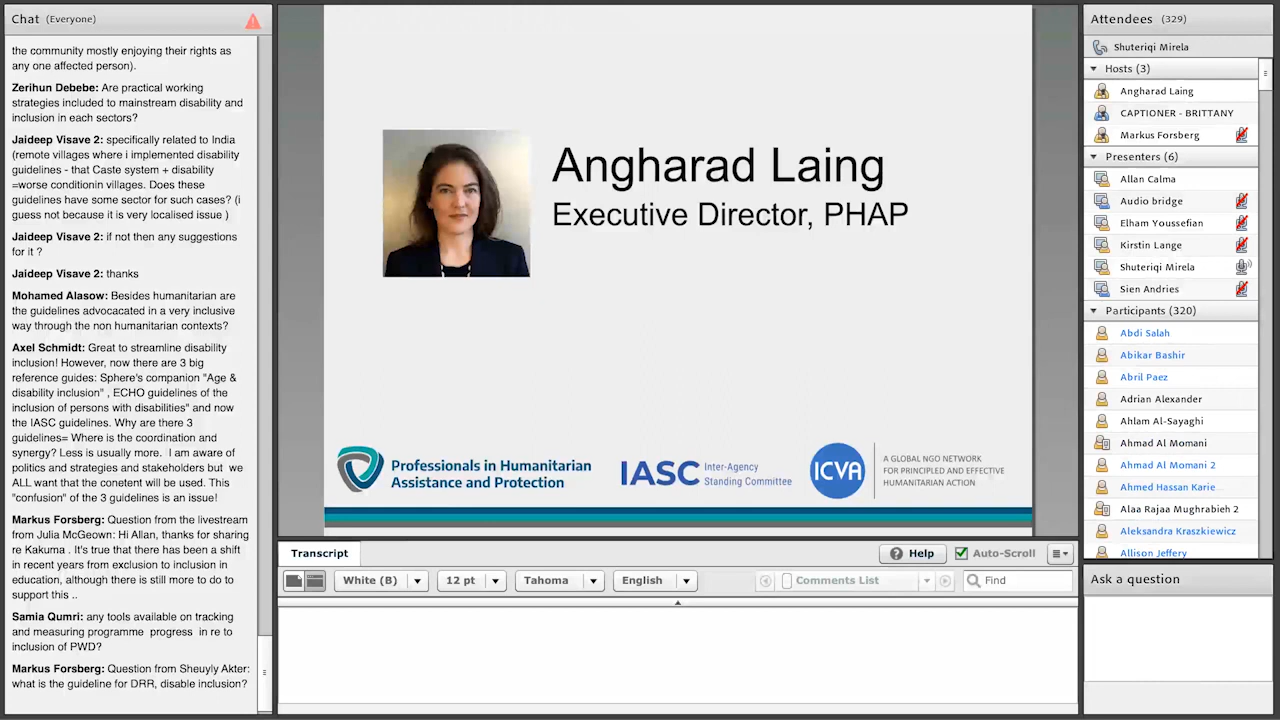 Chat (Everyone)
the community mostly enjoying their rights as
any one affected person).
Zerihun Debebe: Are practical working
strategies included to mainstream disability and
inclusion in each sectors?
Jaideep Visave 2: specifically related to India
(remote villages where i implemented disability
guidelines - that Caste system + disability
=worse conditionin villages. Does these
guidelines have some sector for such cases? (i
guess not because it is very localised issue )
Jaideep Visave 2: if not then any suggestions
for it ?
Jaideep Visave 2: thanks
Mohamed Alasow: Besides humanitarian are
the guidelines advocacated in a very inclusive
way through the non humanitarian contexts?
Axel Schmidt: Great to streamline disability
inclusion! However, now there are 3 big
reference guides: Sphere's companion "Age &
disability inclusion" , ECHO guidelines of the
inclusion of persons with disabilities" and now
the IASC guidelines. Why are there 3
guidelines= Where is the coordination and
synergy? Less is usually more. I am aware of
politics and strategies and stakeholders but we
ALL want that the conetent will be used. This
"confusion" of the 3 guidelines is an issue!
Markus Forsberg: Question from the livestream
from Julia McGeown: Hi Allan, thanks for sharing
re Kakuma . It's true that there has been a shift
in recent years from exclusion to inclusion in
education, although there is still more to do to
support this ..
Samia Qumri: any tools available on tracking
and measuring programme progress in re to
inclusion of PWD?
Markus Forsberg: Question from Sheuyly Akter:
what is the guideline for DRR, disable inclusion?
Angharad Laing
Executive Director, PHAP
Professionals in Humanitarian
Assistance and Protection
IASC Inter-Agency
Standing Committee
ICVA
A GLOBAL NGO NETWORK
FOR PRINCIPLED AND EFFECTIVE
HUMANITARIAN ACTION
Transcript
Help
Auto-Scroll
White (B)
12 pt
Tahoma
English
Comments List
Find
Attendees (329)
Shuteriqi Mirela
Hosts (3)
Angharad Laing
CAPTIONER - BRITTANY
Markus Forsberg
Presenters (6)
Allan Calma
Audio bridge
Elham Youssefian
Kirstin Lange
Shuteriqi Mirela
Sien Andries
Participants (320)
Abdi Salah
Abikar Bashir
Abril Paez
Adrian Alexander
Ahlam Al-Sayaghi
Ahmad Al Momani
Ahmad Al Momani 2
Ahmed Hassan Karie
Alaa Rajaa Mughrabieh 2
Aleksandra Kraszkiewicz
Allison Jeffery
Ask a question